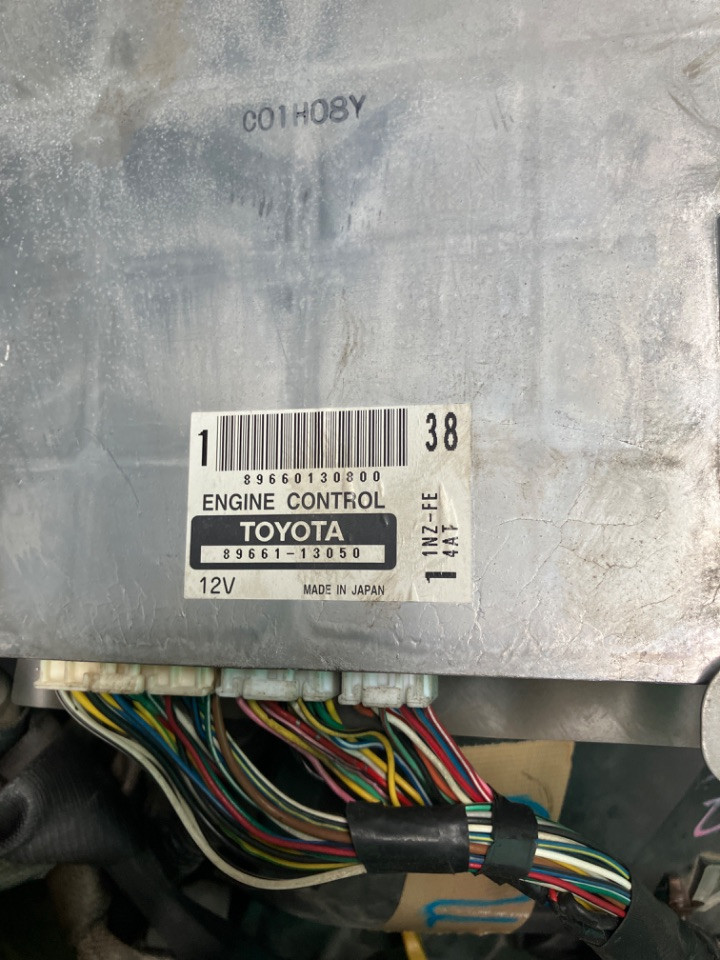 C01H08Y
1
38
89660130800
ENGINE CONTROL
TOYOTA
89661-13050
12V
MADE IN JAPAN
1
1NZ-FE
4AT